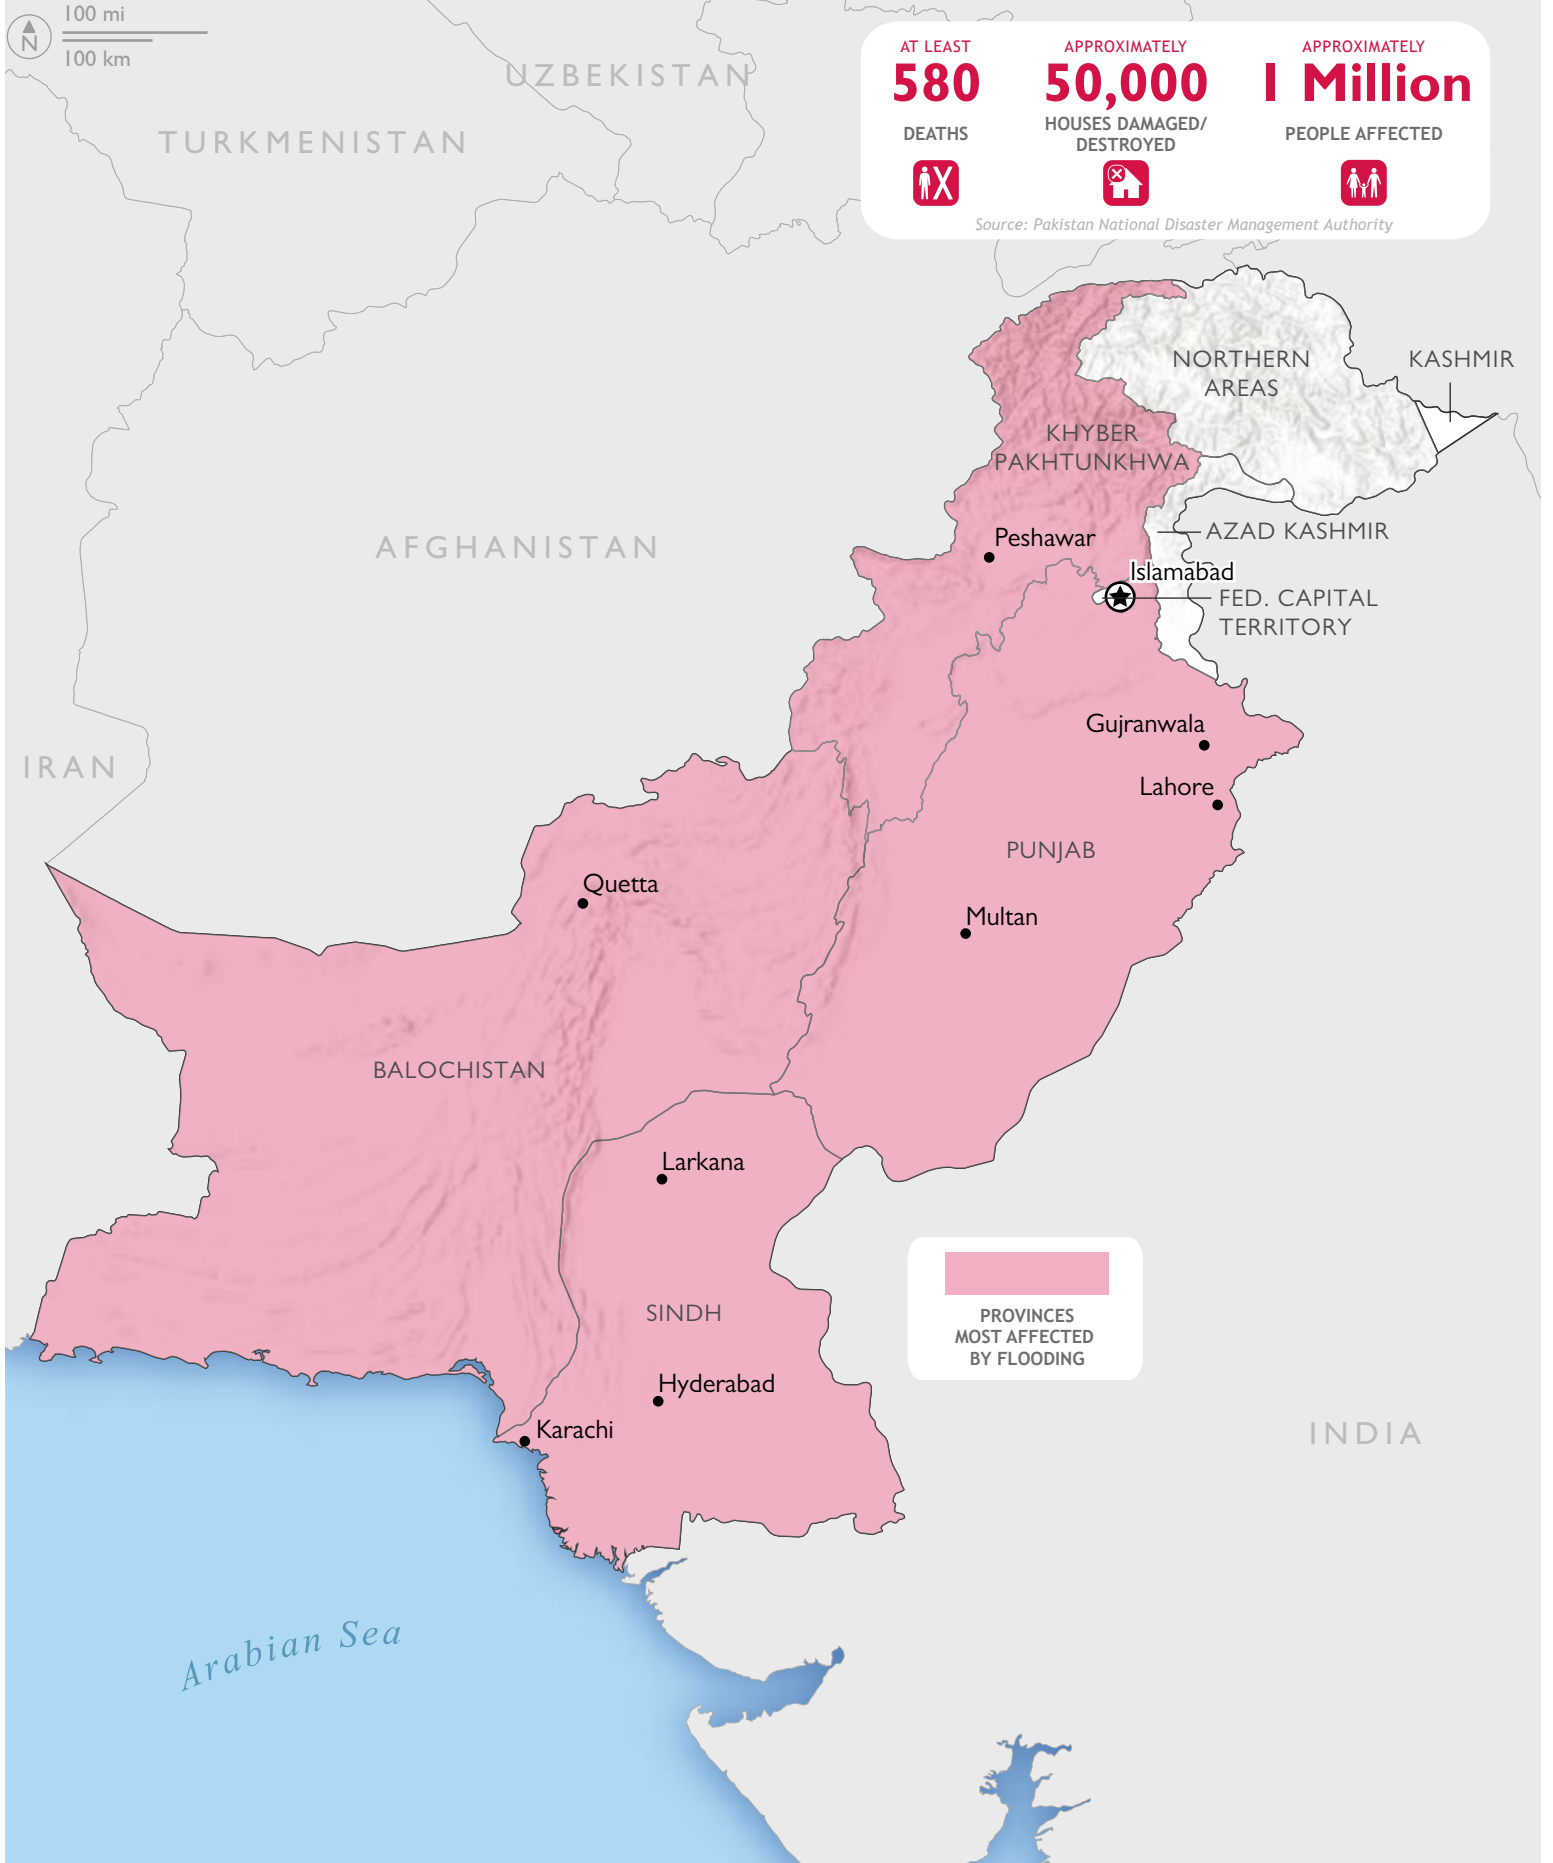 100 mi
N
100 km
AT LEAST
580
DEATHS
APPROXIMATELY
50,000
HOUSES DAMAGED/
DESTROYED
APPROXIMATELY
1 Million
PEOPLE AFFECTED
Source: Pakistan National Disaster Management Authority
UZBEKISTAN
TURKMENISTAN
NORTHERN
AREAS
KASHMIR
KHYBER
PAKHTUNKHWA
AZAD KASHMIR
Peshawar
AFGHANISTAN
Islamabad
FED. CAPITAL
TERRITORY
Gujranwala
IRAN
Lahore
PUNJAB
Quetta
Multan
BALOCHISTAN
Larkana
SINDH
PROVINCES
MOST AFFECTED
BY FLOODING
Hyderabad
Karachi
INDIA
Arabian Sea